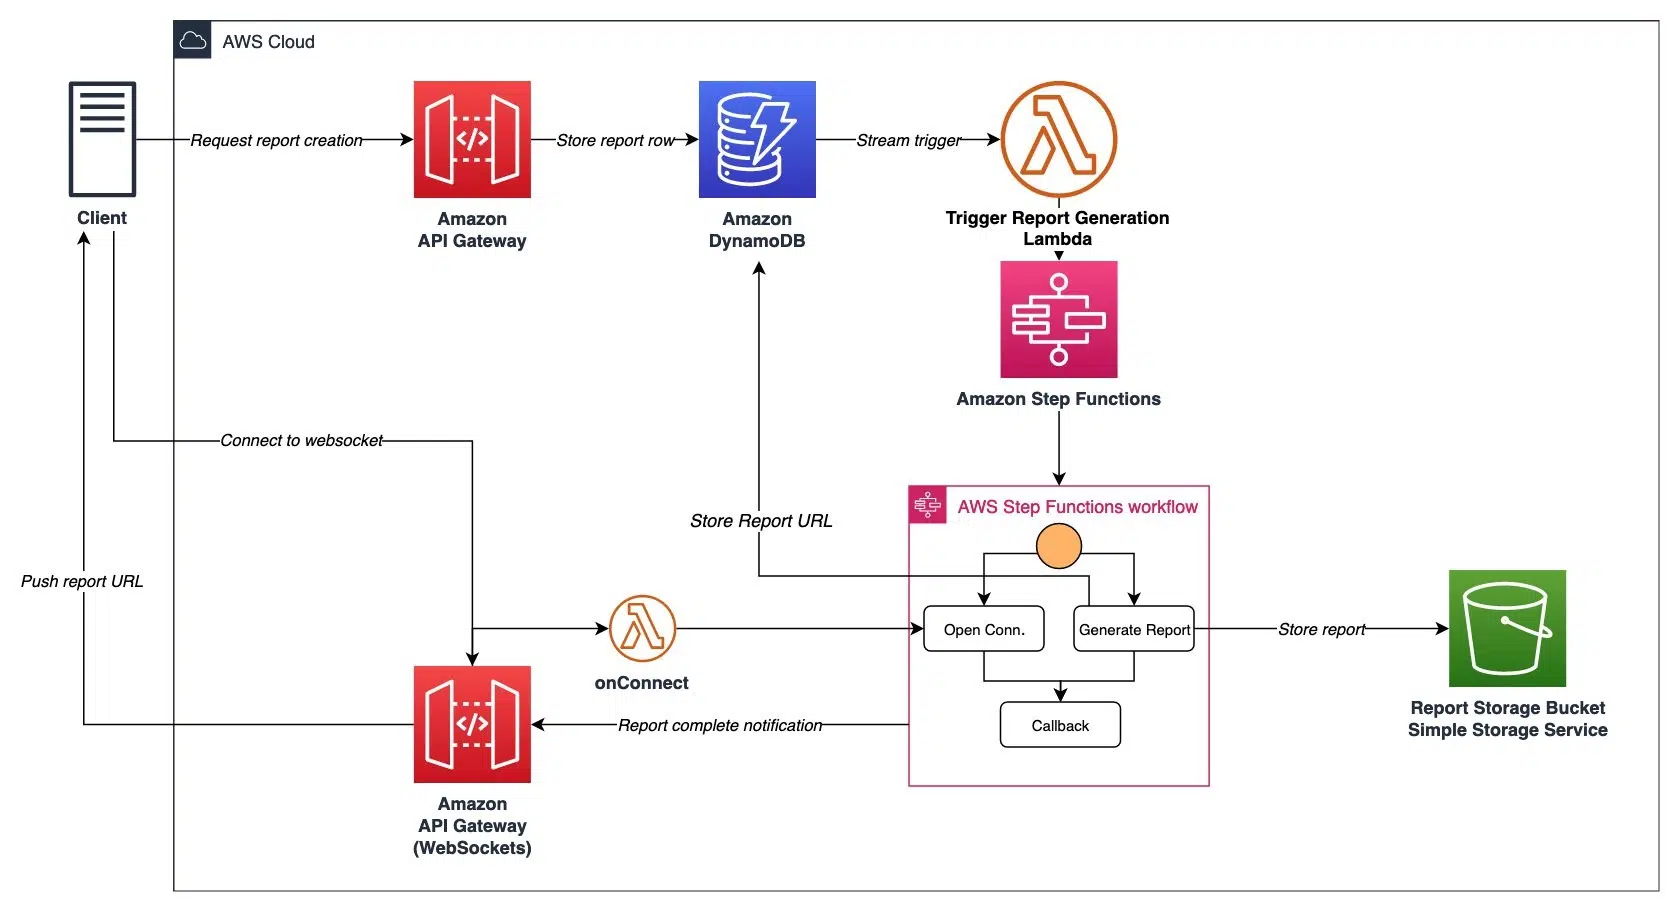 AWS Cloud
Request report creation
Store report row
Stream trigger
Client
Amazon
API Gateway
Amazon
DynamoDB
Trigger Report Generation
Lambda
Amazon Step Functions
Connect to websocket
Store Report URL
AWS Step Functions workflow
Push report URL
Open Conn.
Generate Report
Store report
onConnect
Report complete notification
Callback
Report Storage Bucket
Simple Storage Service
Amazon
API Gateway
(WebSockets)